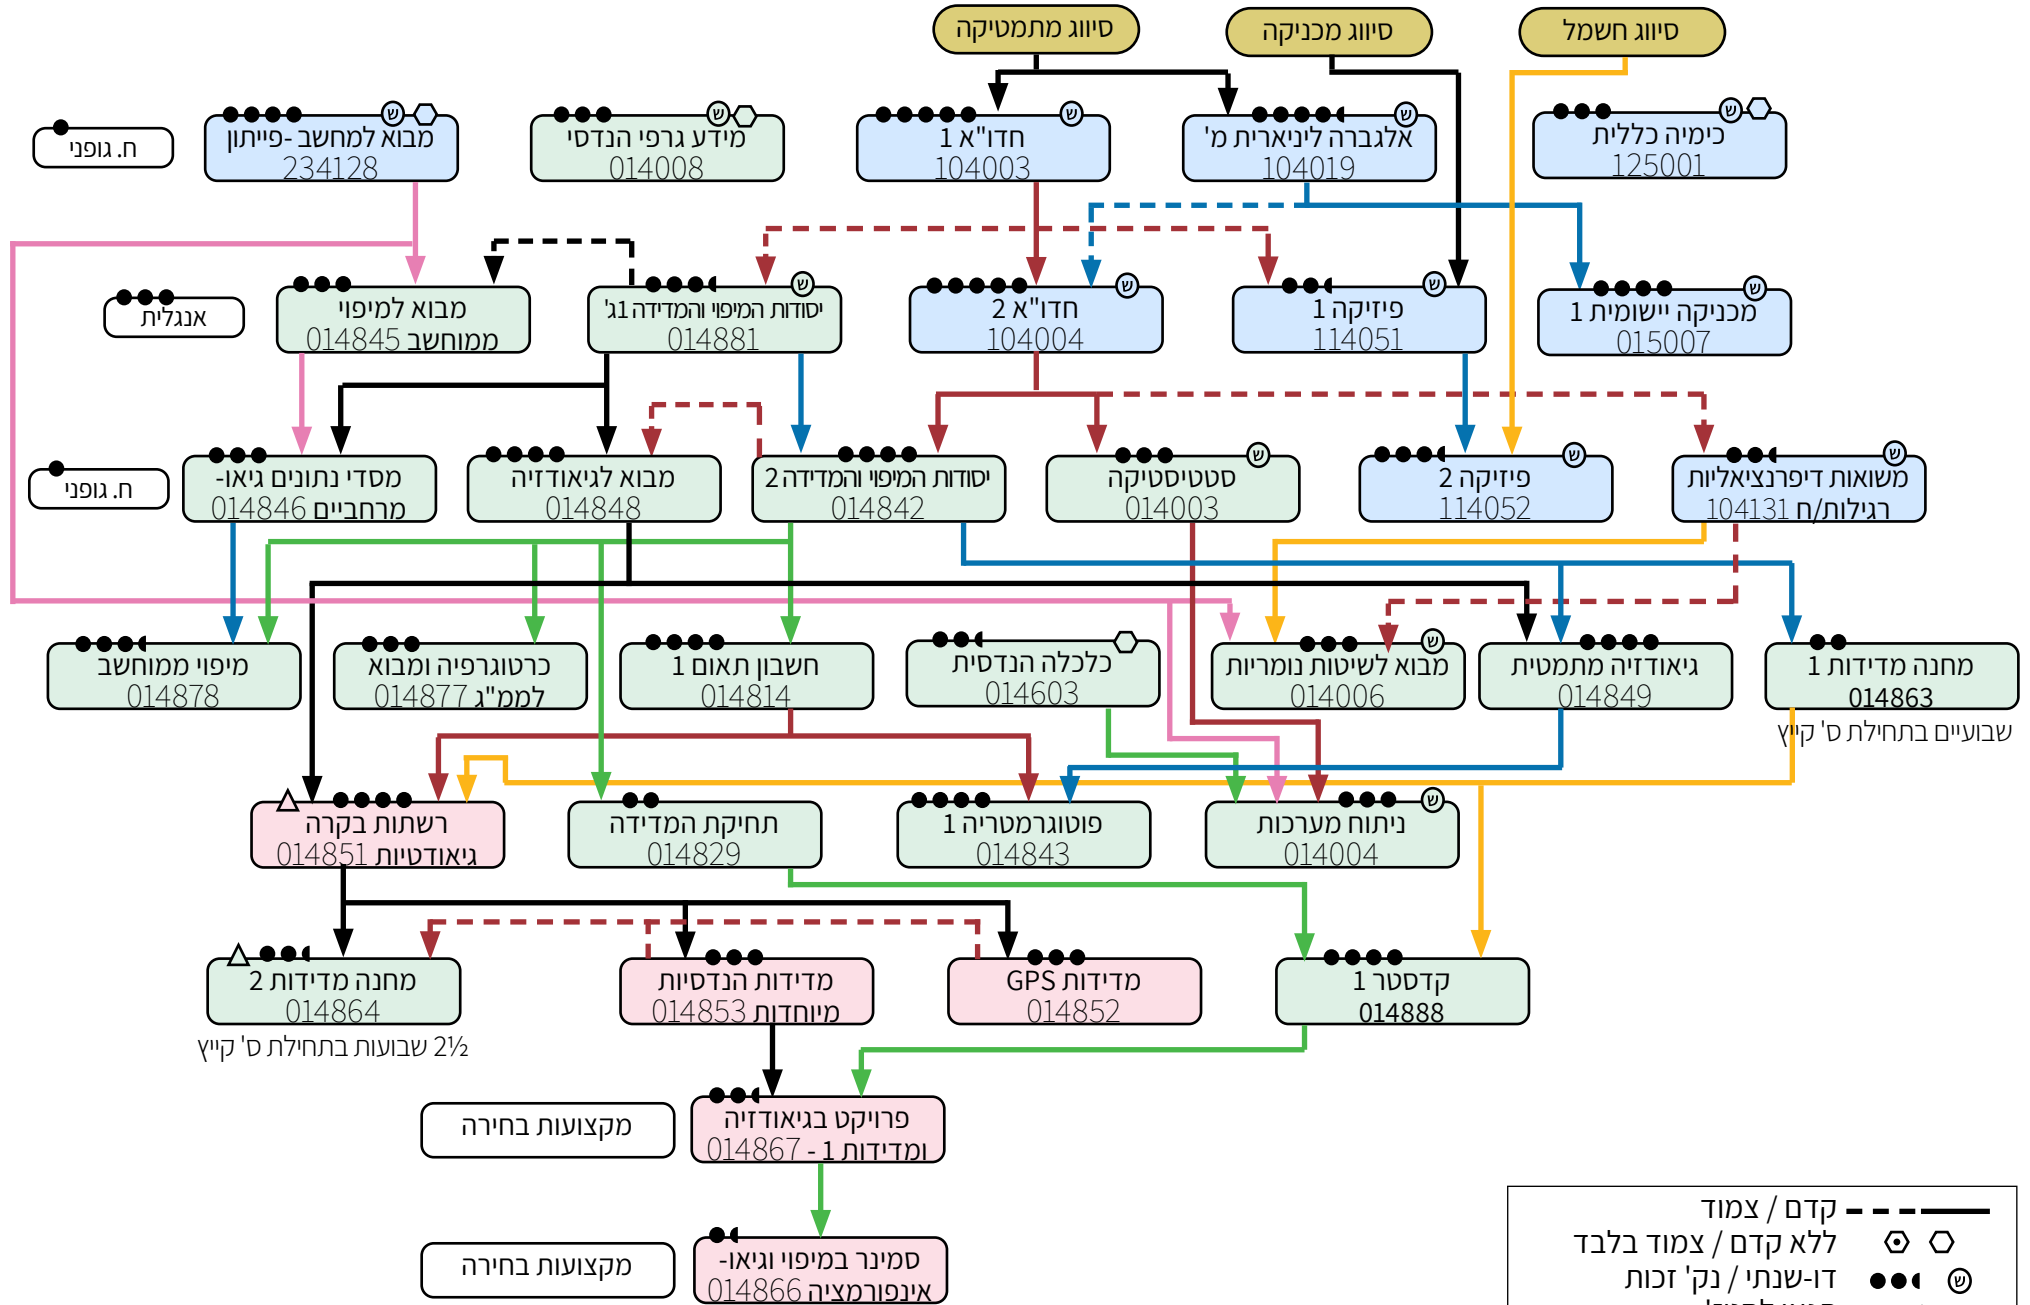 סיווג חשמל
סיווג מכניקה
סיווג מתמטיקה
כימיה כללית
125001
ש
אלגברה ליניארית מ'
104019
ש
חדו"א 1
104003
ש
מידע גרפי הנדסי
014008
ש
מבוא למחשב -פייתון
234128
ש
ח. גופני
מכניקה יישומית 1
015007
ש
פיזיקה 1
114051
ש
חדו"א 2
104004
ש
יסודות המיפוי והמדידה 1ג'
014881
ש
מבוא למיפוי
ממוחשב 014845
אנגלית
משואות דיפרנציאליות
רגילות/ח 104131
ש
פיזיקה 2
114052
ש
סטטיסטיקה
014003
ש
יסודות המיפוי והמדידה 2
014842
מבוא לגיאודזיה
014848
מסדי נתונים גיאו-
מרחביים 014846
ח. גופני
מחנה מדידות 1
014863
שבועיים בתחילת ס' קייץ
גיאודזיה מתמטית
014849
מבוא לשיטות נומריות
014006
ש
כלכלה הנדסית
014603
חשבון תאום 1
014814
כרטוגרפיה ומבוא
לממ"ג 014877
מיפוי ממוחשב
014878
ניתוח מערכות
014004
ש
פוטוגרמטריה 1
014843
תחיקת המדידה
014829
רשתות בקרה
גיאודטיות 014851
קדסטר 1
014888
מדידות GPS
014852
מדידות הנדסיות
מיוחדות 014853
מחנה מדידות 2
014864
2½ שבועות בתחילת ס' קייץ
פרויקט בגיאודזיה
ומדידות 1 - 014867
מקצועות בחירה
סמינר במיפוי וגיאו-
אינפורמציה 014866
מקצועות בחירה
קדם / צמוד
ללא קדם / צמוד בלבד
דו-שנתי / נק' זכות
ש